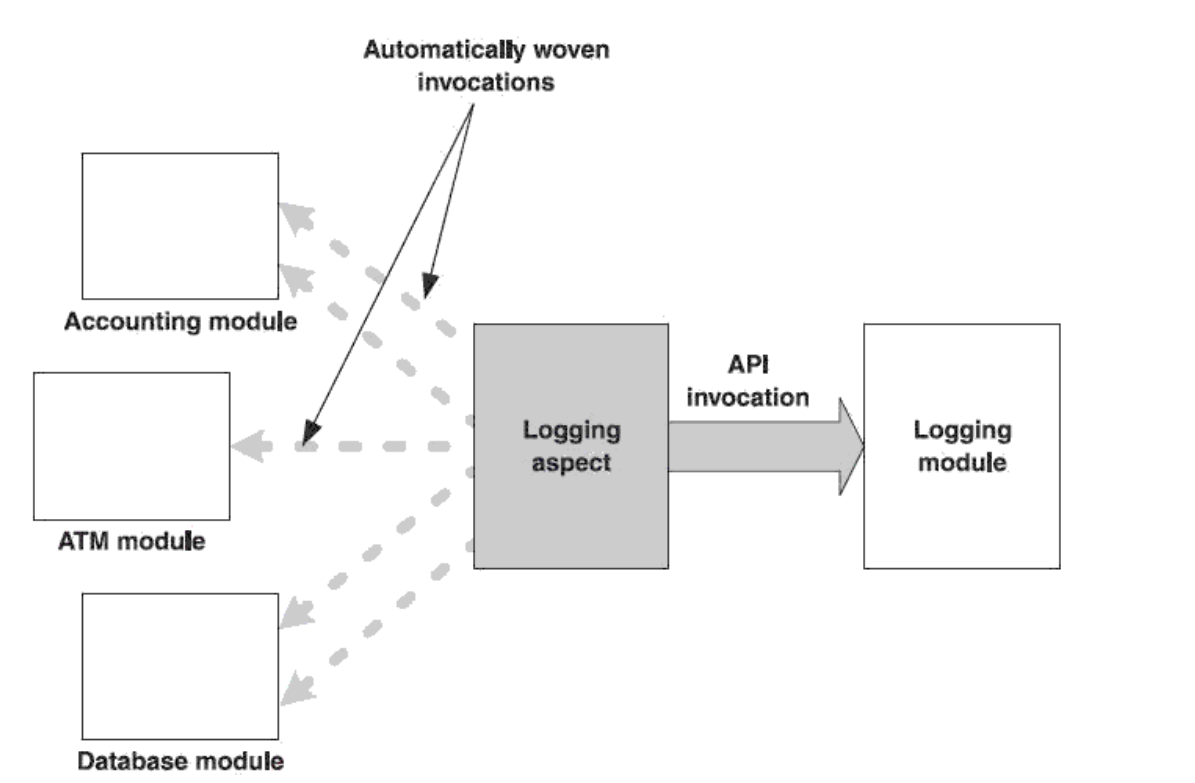 Automatically woven
invocations
Accounting module
API
invocation
Logging
aspect
Logging
module
ATM module
Database module